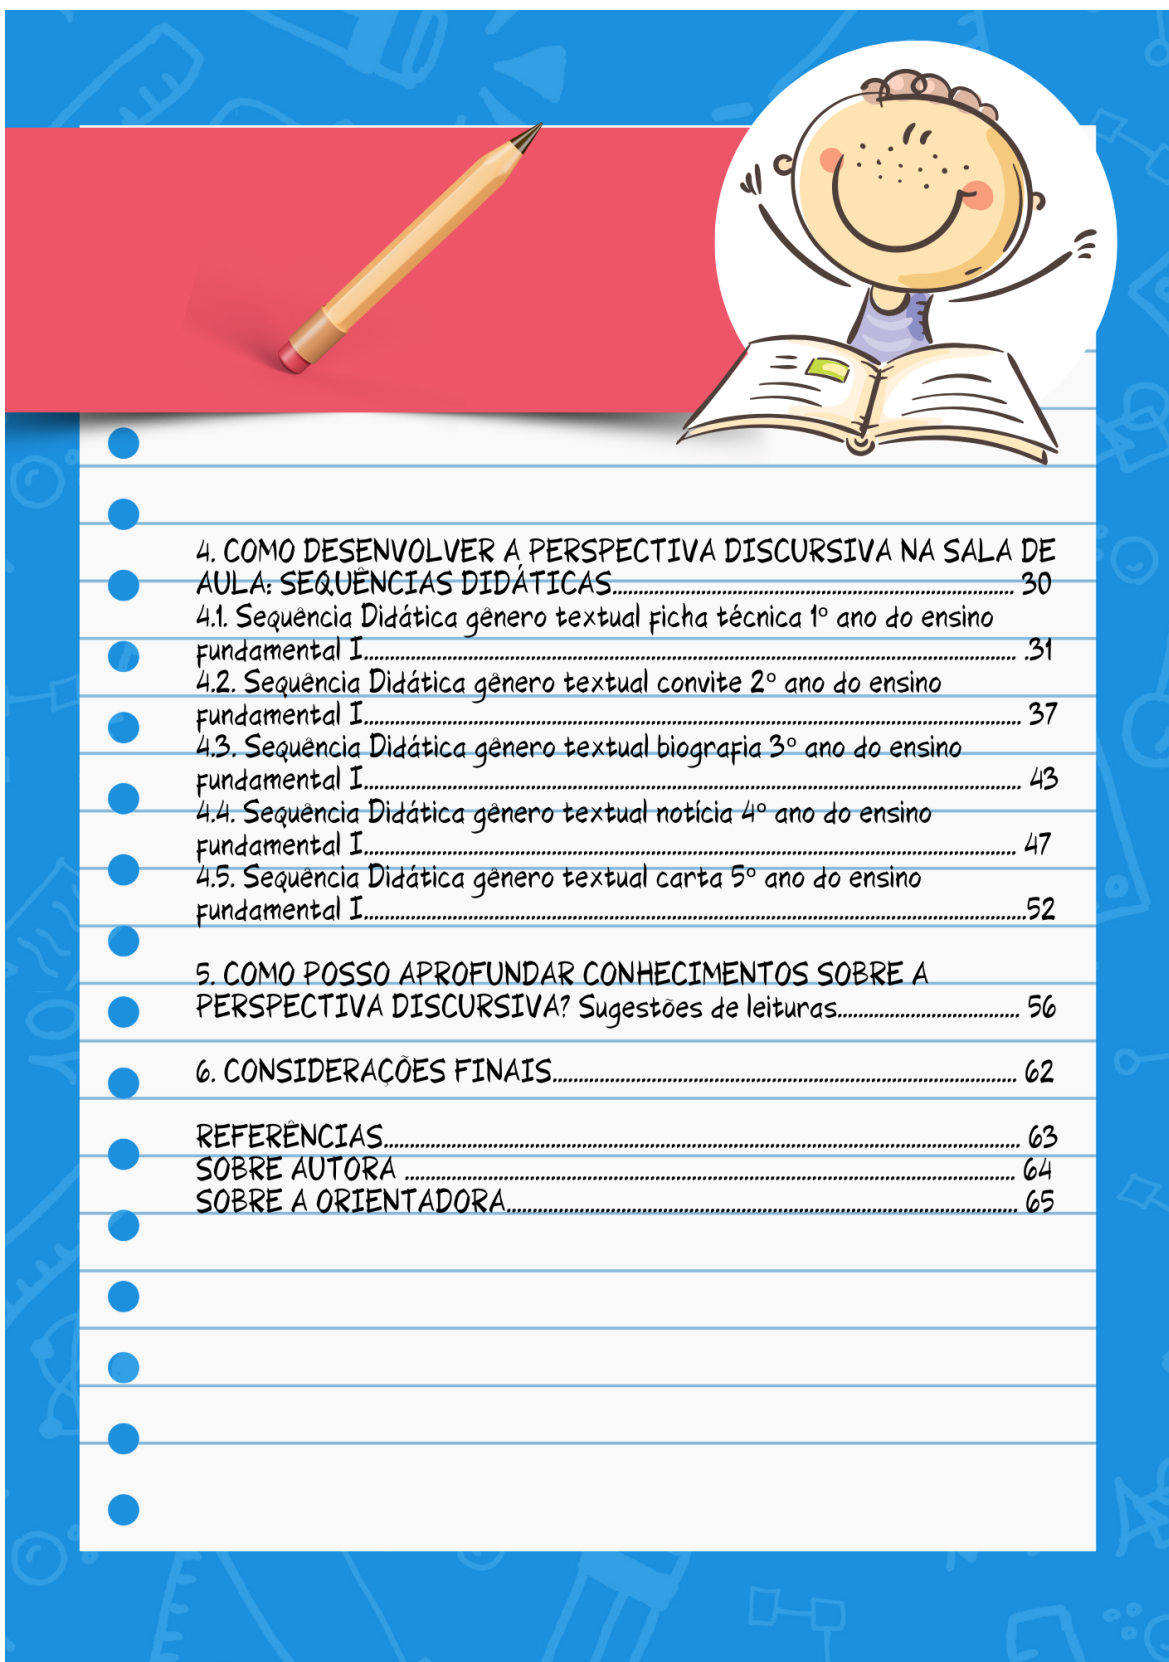 4. COMO DESENVOLVER A PERSPECTIVA DISCURSIVA NA SALA DE
AULA: SEQUÊNCIAS DIDÁTICAS........................................................................ 30
4.1. Sequência Didática gênero textual ficha técnica 1º ano do ensino
fundamental I........................................................................ .31
4.2. Sequência Didática gênero textual convite 2º ano do ensino
fundamental I........................................................................ 37
4.3. Sequência Didática gênero textual biografia 3º ano do ensino
fundamental I........................................................................ 43
4.4. Sequência Didática gênero textual notícia 4º ano do ensino
fundamental I........................................................................ 47
4.5. Sequência Didática gênero textual carta 5º ano do ensino
fundamental I........................................................................52
5. COMO POSSO APROFUNDAR CONHECIMENTOS SOBRE A
PERSPECTIVA DISCURSIVA? Sugestões de leituras.................................. 56
6. CONSIDERAÇÕES FINAIS........................................................................ 62
REFERÊNCIAS........................................................................ 63
SOBRE AUTORA ........................................................................ 64
SOBRE A ORIENTADORA........................................................................ 65